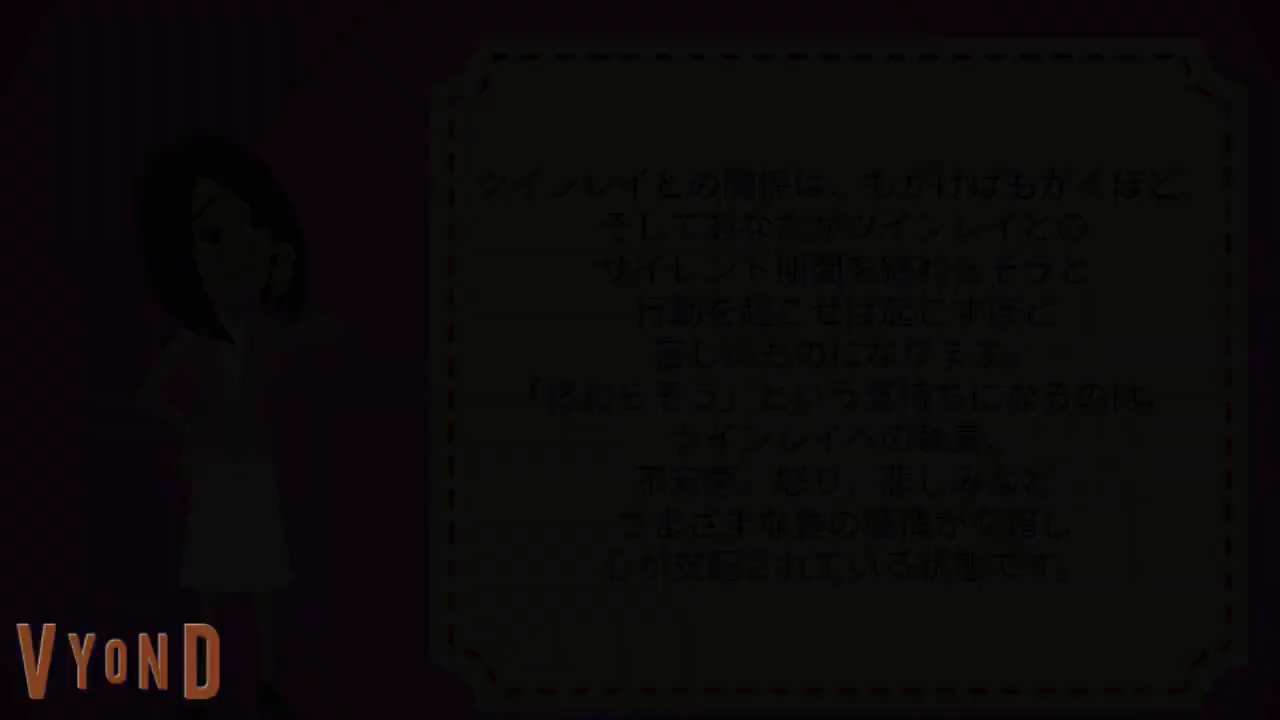 ツインレイとの関係は、もがけばもがくほど、
そしてあなたがツインレイとの
サイレント期間を終わらそうと
行動を起こせば起こすほど
苦しいものになります。
「終わらそう」という気持ちになるのは、
ツインレイへの執着、
不安感、怒り、悲しみなど
さまざまな負の感情が交錯し
心が支配されている状態です。
VYOND